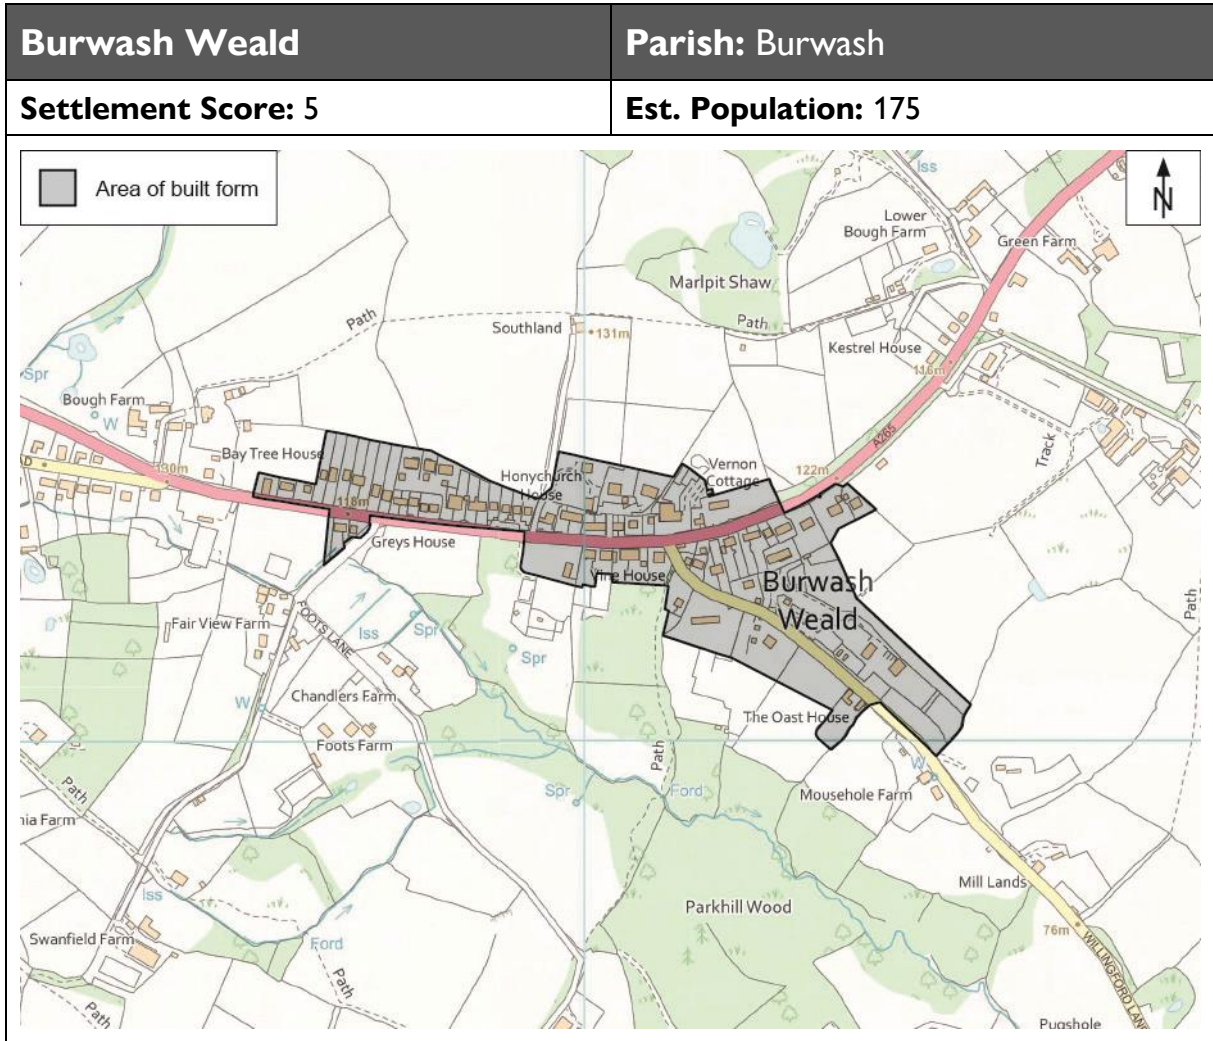 Burwash Weald
Parish: Burwash
Settlement Score: 5
Est. Population: 175
Area of built form
N
Iss
Lower
Bough Farm
Green Farm
Marlpit Shaw
Path
Path
Southland
131m
Kestrel House
116m
Spr
Bough Farm
W
A265
Track
Bay Tree House
D
130m
Honychurch
House
Vernon
Cottage
122m
118m
Greys House
Vine House
Burwash
Weald
Path
Fair View Farm
FOOTS LANE
Iss
Spr
Spr
W
Chandlers Farm
The Oast House
Foots Farm
Path
W
Path
Spr
Ford
Mousehole Farm
nia Farm
Mill Lands
Iss
Parkhill Wood
76m
Swanfield Farm
Ford
WILLINGFORD LANE
Path
Path
Pugshole